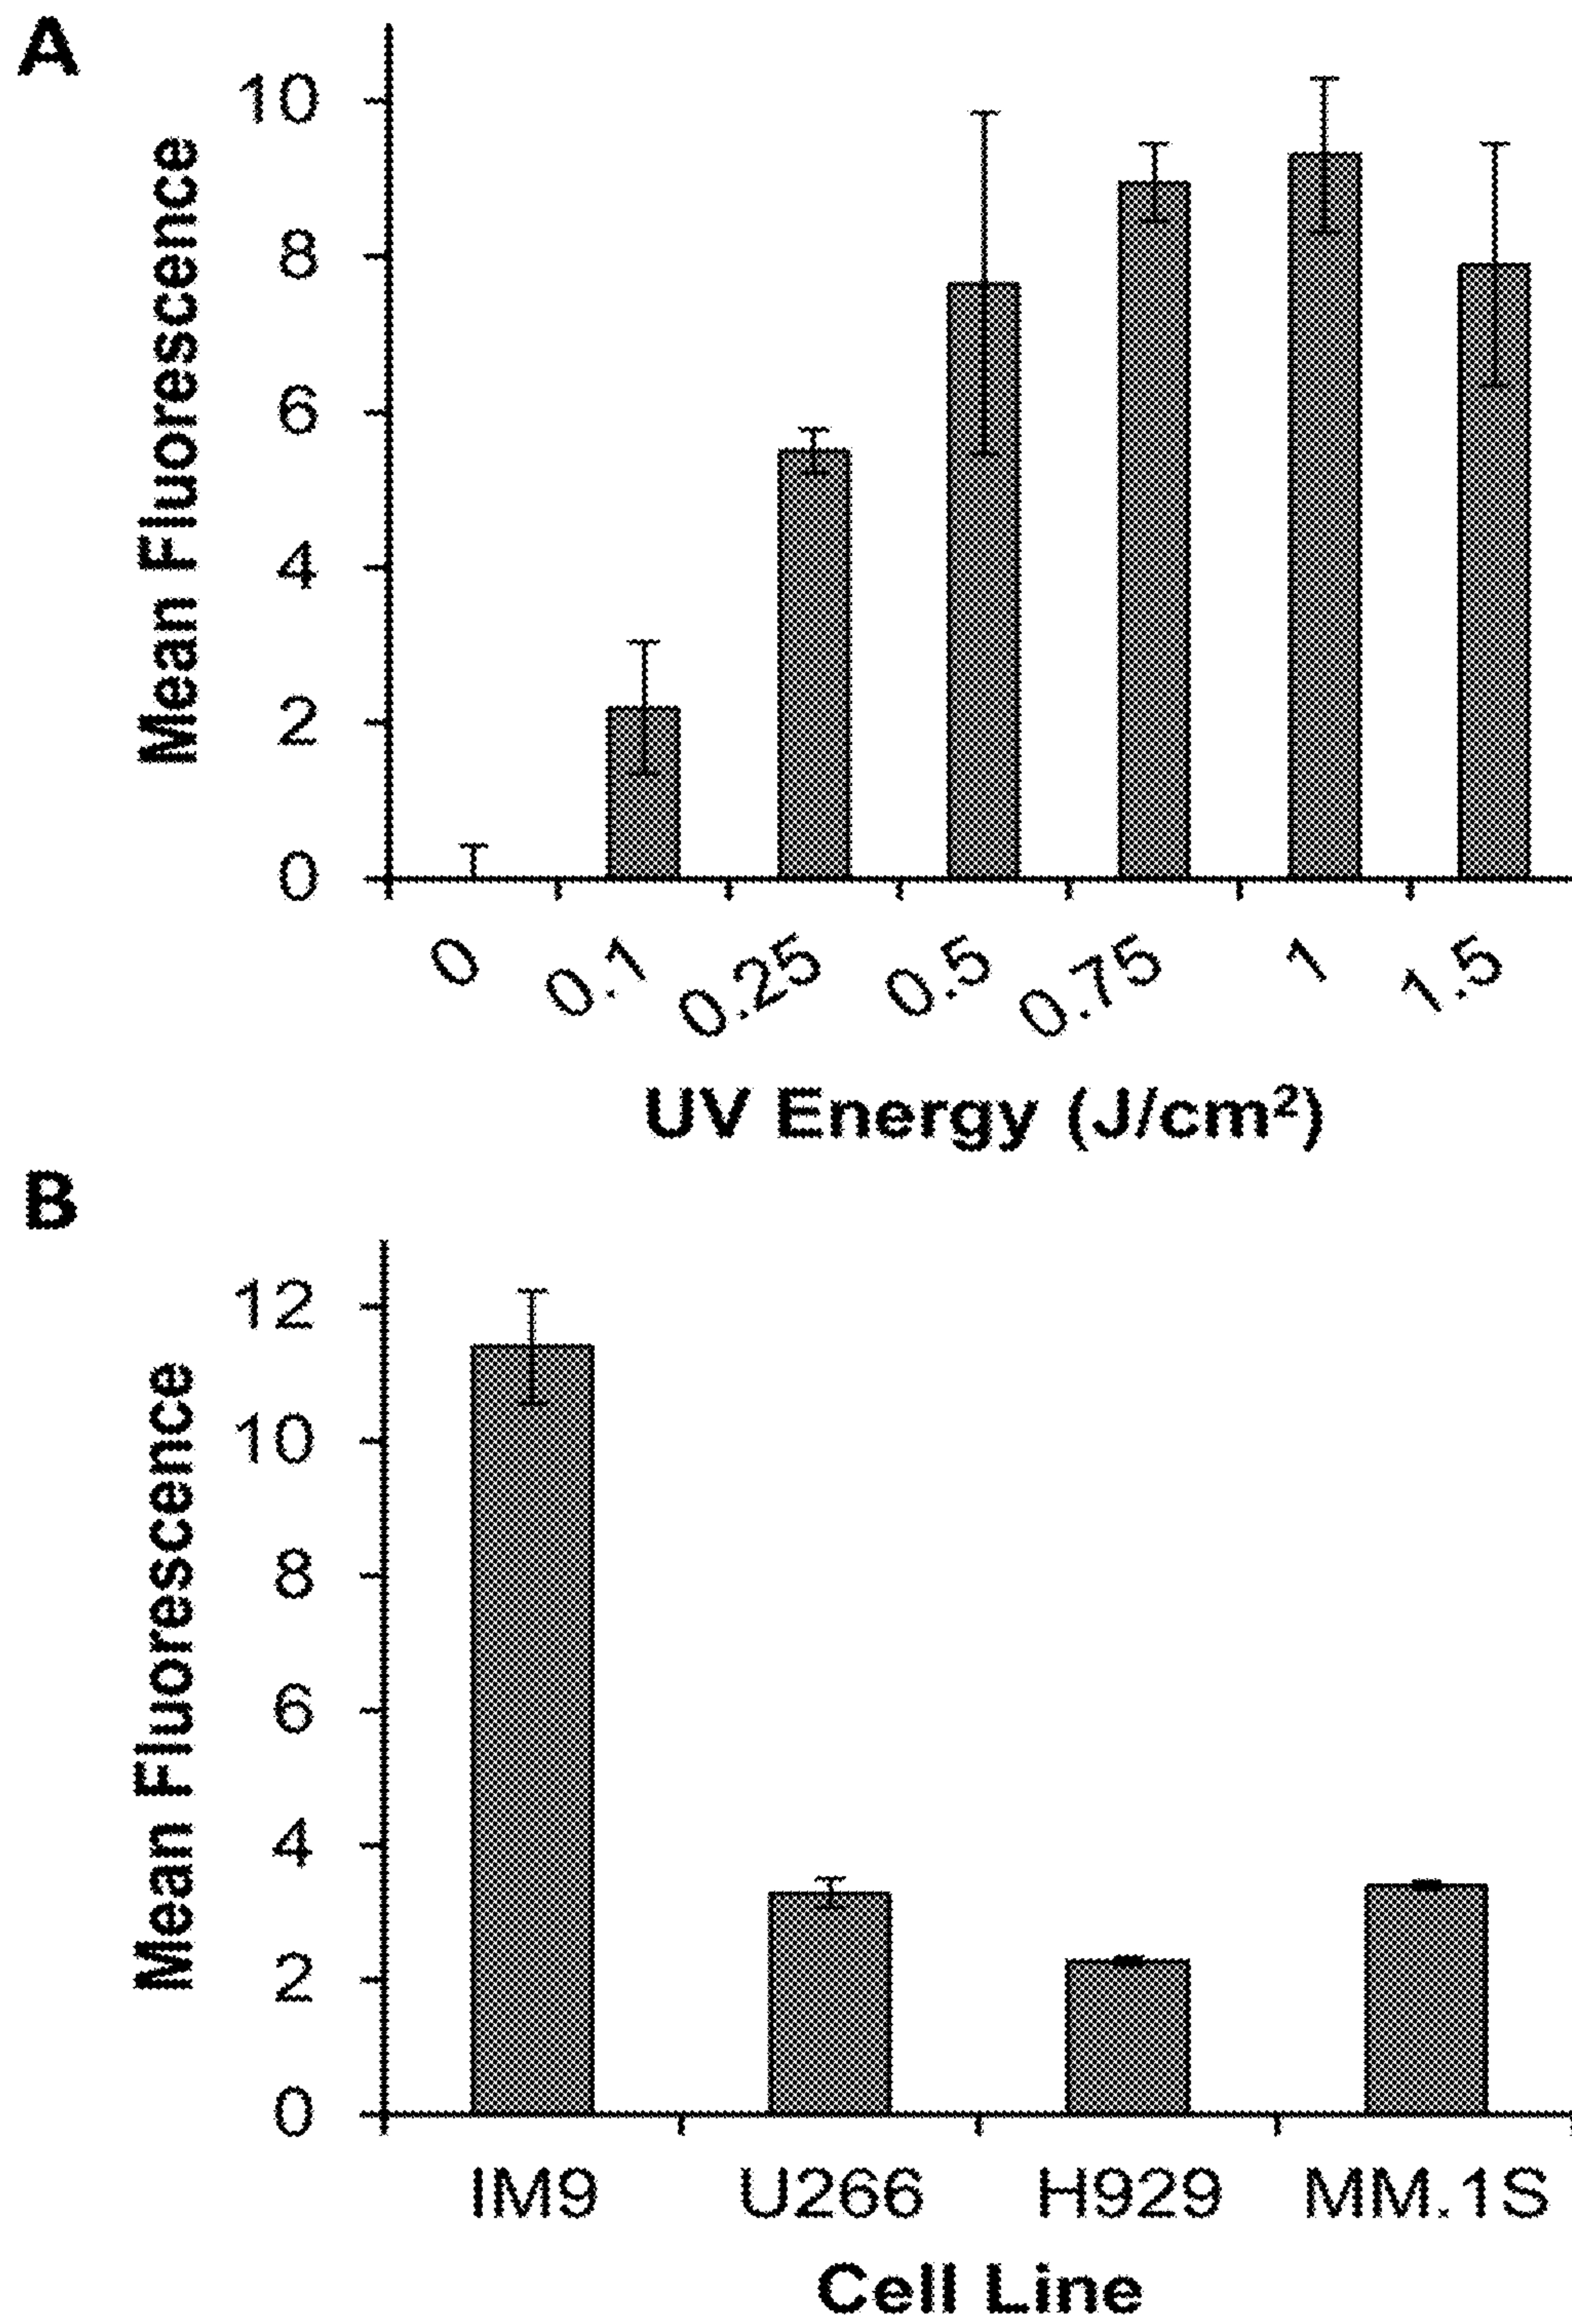 A
Mean Fluorescence
10
8
6
4
2
0
0 0.1 0.25 0.5 0.75 1 1.5
UV Energy (J/cm²)
B
Mean Fluorescence
12
10
8
6
4
2
0
IM9 U266 H929 MM.1S
Cell Line